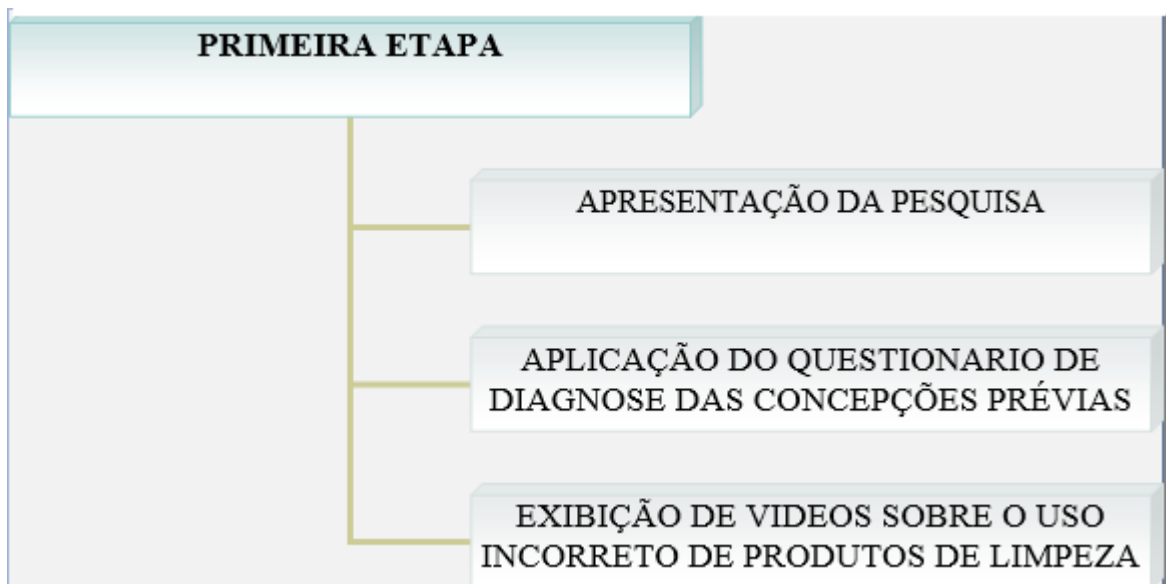 PRIMEIRA ETAPA
APRESENTAÇÃO DA PESQUISA
APLICAÇÃO DO QUESTIONARIO DE
DIAGNOSE DAS CONCEPÇÕES PRÉVIAS
EXIBIÇÃO DE VIDEOS SOBRE O USO
INCORRETO DE PRODUTOS DE LIMPEZA